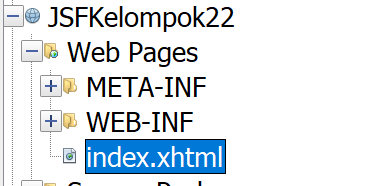 JSFKelompok22
Web Pages
META-INF
WEB-INF
index.xhtml